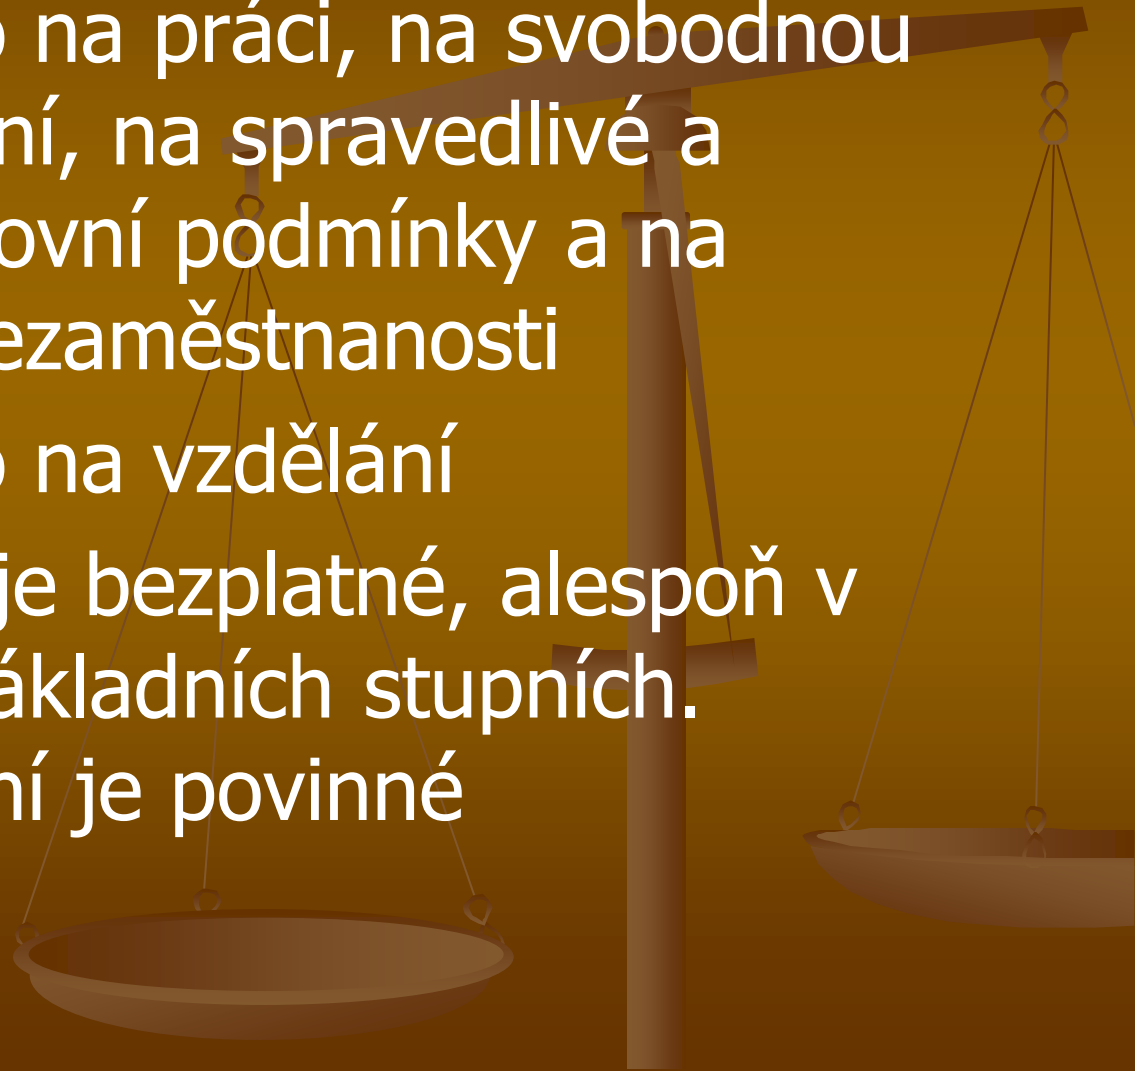 o na práci, na svobodnou
ní, na spravedlivé a
ovní podmínky a na
ezaměstnanosti
o na vzdělání
je bezplatné, alespoň v
ákladních stupních.
ní je povinné